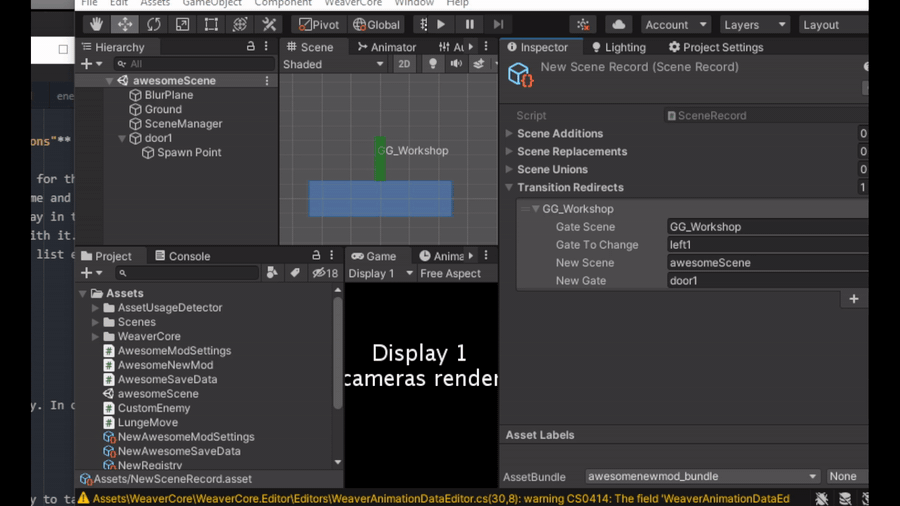 File Edit Assets GameObject Component WeaverCore Window Help
Pivot Global Account Layers Layout
Hierarchy
All
awesomeScene
BlurPlane
Ground
SceneManager
door1
Spawn Point
Scene Animator Au
Shaded 2D
GG_Workshop
Inspector Lighting Project Settings
New Scene Record (Scene Record)
Script SceneRecord
Scene Additions 0
Scene Replacements 0
Scene Unions 0
Transition Redirects 1
GG_Workshop
Gate Scene GG_Workshop
Gate To Change left1
New Scene awesomeScene
New Gate door1
+
Asset Labels
AssetBundle awesomenewmod_bundle None
Project Console
18
Assets
AssetUsageDetector
Scenes
WeaverCore
AwesomeModSettings
AwesomeNewMod
AwesomeSaveData
awesomeScene
CustomEnemy
LungeMove
NewAwesomeModSettings
NewAwesomeSaveData
NewRegistry
Assets/NewSceneRecord.asset
Game Anima
Display 1 Free Aspect
Display 1
cameras render
Assets\WeaverCore\WeaverCore.Editor\Editors\WeaverAnimationDataEditor.cs(30,8): warning CS0414: The field 'WeaverAnimationDataEd
ene
ons"**
for th
me and
ay in t
ith it.
list e
y. In c
y to ta